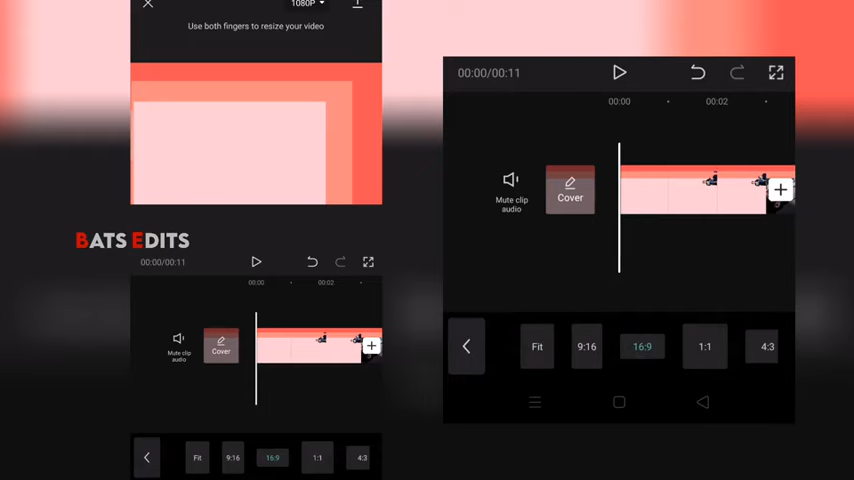 1080P
Use both fingers to resize your video
BATS EDITS
00:00/00:11
00:00
00:02
Mute clip
audio
Cover
Fit
9:16
16:9
1:1
4:3
00:00/00:11
00:00
00:02
Mute clip
audio
Cover
Fit
9:16
16:9
1:1
4:3